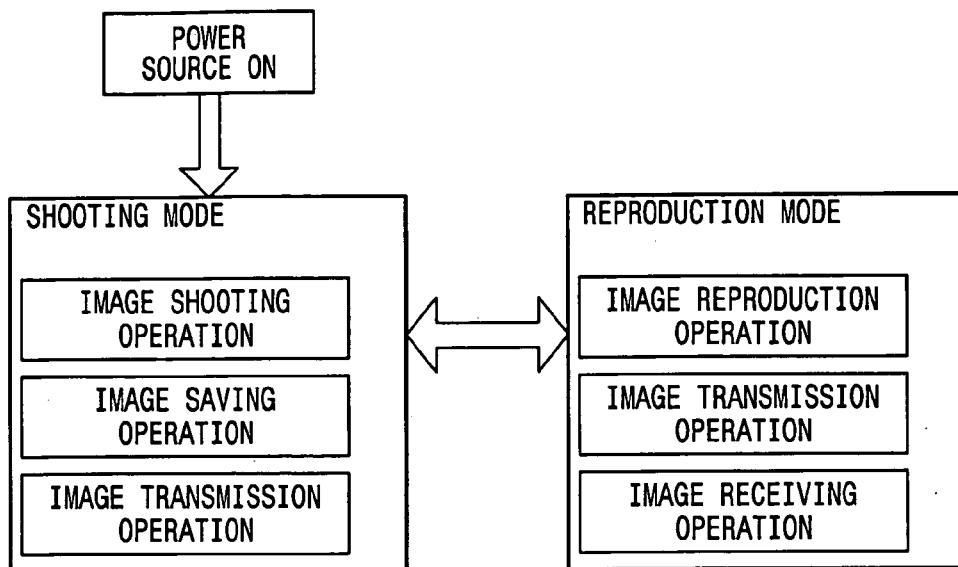 POWER
SOURCE ON
SHOOTING MODE
IMAGE SHOOTING
OPERATION
IMAGE SAVING
OPERATION
IMAGE TRANSMISSION
OPERATION
REPRODUCTION MODE
IMAGE REPRODUCTION
OPERATION
IMAGE TRANSMISSION
OPERATION
IMAGE RECEIVING
OPERATION